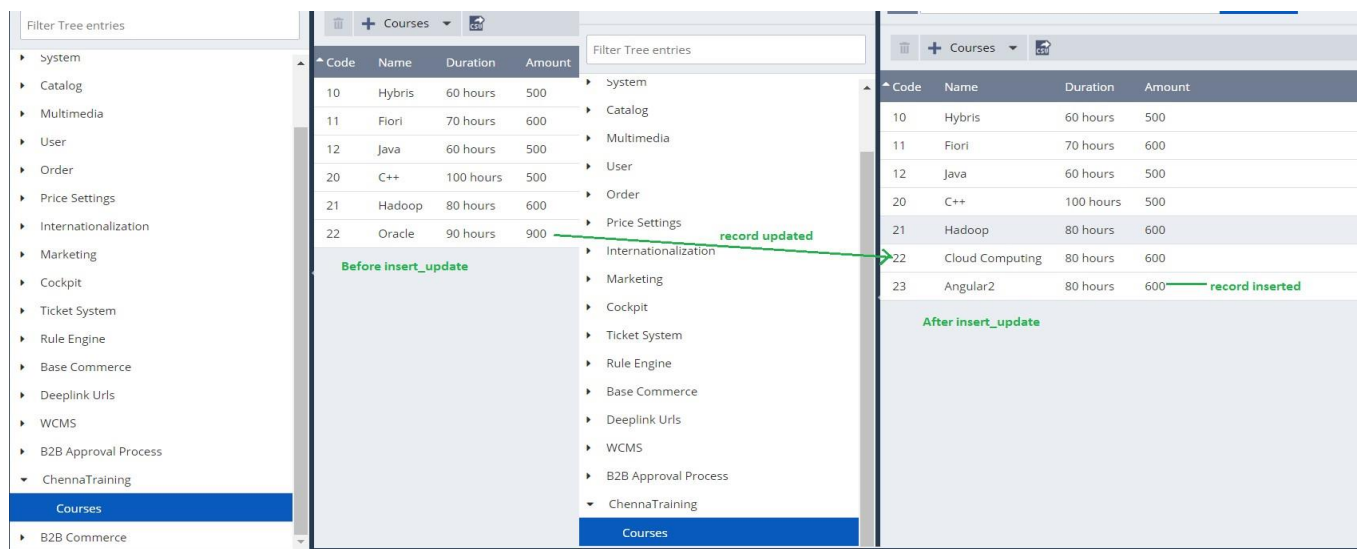 Filter Tree entries
System
Catalog
Multimedia
User
Order
Price Settings
Internationalization
Marketing
Cockpit
Ticket System
Rule Engine
Base Commerce
Deeplink Urls
WCMS
B2B Approval Process
ChennaTraining
Courses
B2B Commerce
Courses CSV
Code Name Duration Amount
10 Hybris 60 hours 500
11 Fiori 70 hours 600
12 Java 60 hours 500
20 C++ 100 hours 500
21 Hadoop 80 hours 600
22 Oracle 90 hours 900
Before insert_update
record updated
Filter Tree entries
System
Catalog
Multimedia
User
Order
Price Settings
Internationalization
Marketing
Cockpit
Ticket System
Rule Engine
Base Commerce
Deeplink Urls
WCMS
B2B Approval Process
ChennaTraining
Courses
Courses CSV
Code Name Duration Amount
10 Hybris 60 hours 500
11 Fiori 70 hours 600
12 Java 60 hours 500
20 C++ 100 hours 500
21 Hadoop 80 hours 600
22 Cloud Computing 80 hours 600
23 Angular2 80 hours 600 record inserted
After insert_update